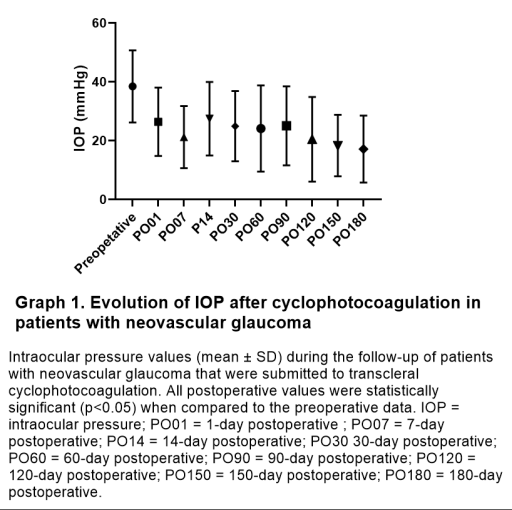 60
40
20
0
IOP (mmHg)
Preopetative
PO01
PO07
P14
PO30
PO60
PO90
PO120
PO150
PO180
Graph 1. Evolution of IOP after cyclophotocoagulation in
patients with neovascular glaucoma
Intraocular pressure values (mean ± SD) during the follow-up of patients
with neovascular glaucoma that were submitted to transcleral
cyclophotocoagulation. All postoperative values were statistically
significant (p<0.05) when compared to the preoperative data. IOP =
intraocular pressure; PO01 = 1-day postoperative ; PO07 = 7-day
postoperative; PO14 = 14-day postoperative; PO30 30-day postoperative;
PO60 = 60-day postoperative; PO90 = 90-day postoperative; PO120 =
120-day postoperative; PO150 = 150-day postoperative; PO180 = 180-day
postoperative.